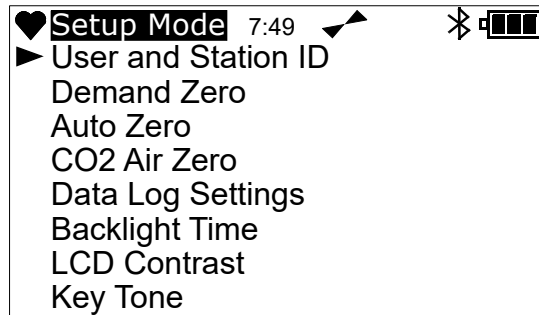 Setup Mode 7:49
User and Station ID
Demand Zero
Auto Zero
CO2 Air Zero
Data Log Settings
Backlight Time
LCD Contrast
Key Tone